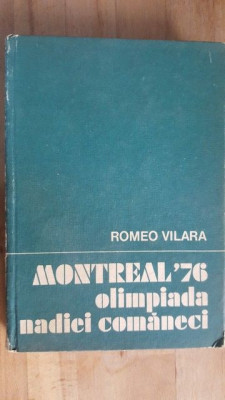 ROMEO VILARA
MONTREAL'76
olimpiada
nadiei comăneci